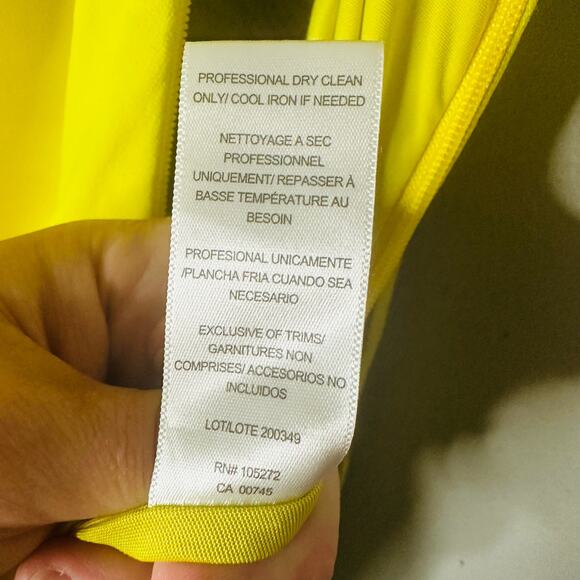 PROFESSIONAL DRY CLEAN
ONLY/ COOL IRON IF NEEDED
NETTOYAGE A SEC
PROFESSIONNEL
UNIQUEMENT/ REPASSER À
BASSE TEMPÉRATURE AU
BESOIN
PROFESIONAL UNICAMENTE
/PLANCHA FRIA CUANDO SEA
NECESARIO
EXCLUSIVE OF TRIMS/
GARNITURES NON
COMPRISES/ ACCESORIOS NO
INCLUIDOS
LOT/LOTE 200349
RN# 105272
CA 00745